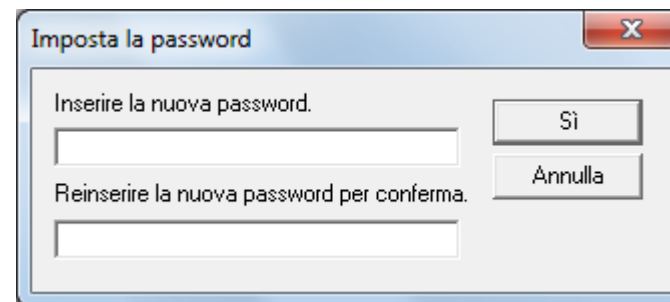 Imposta la password
Inserire la nuova password.
Sì
Annulla
Reinserire la nuova password per conferma.